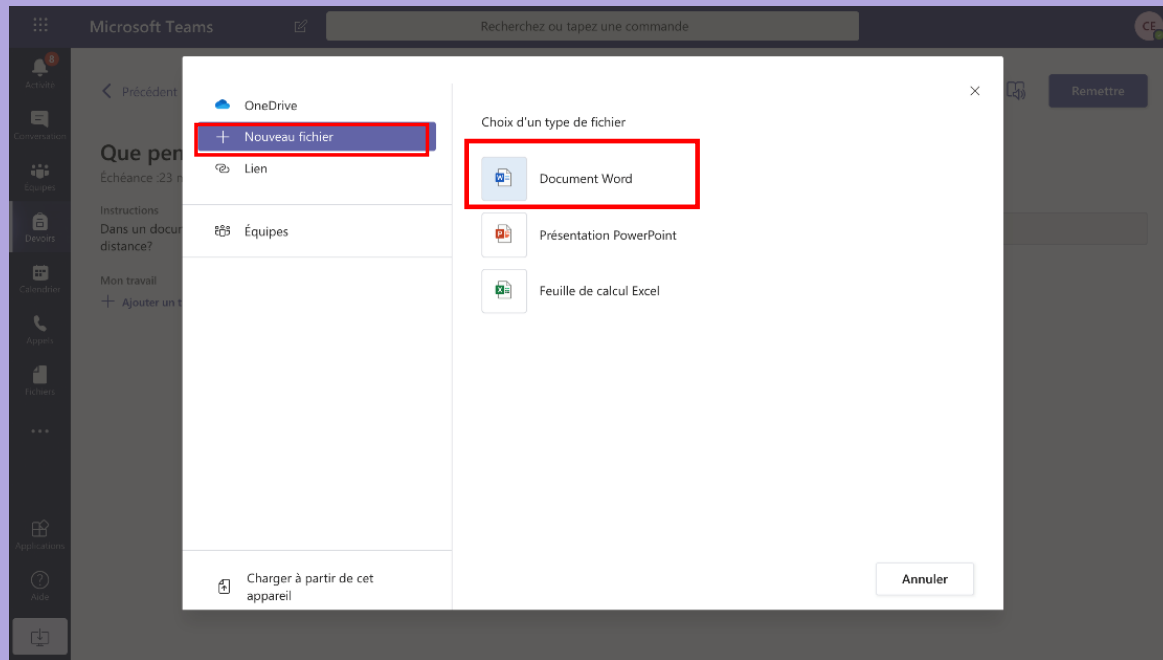 Microsoft Teams
Recherchez ou tapez une commande
CE
8
Activité
Conversation
Équipes
Devoirs
Calendrier
Appels
Fichiers
Applications
Aide
Précédent
Remettre
Que pen
Échéance :23 n
Instructions
Dans un docur
distance?
Mon travail
Ajouter un t
OneDrive
Nouveau fichier
Lien
Équipes
Charger à partir de cet
appareil
Choix d'un type de fichier
Document Word
Présentation PowerPoint
Feuille de calcul Excel
Annuler